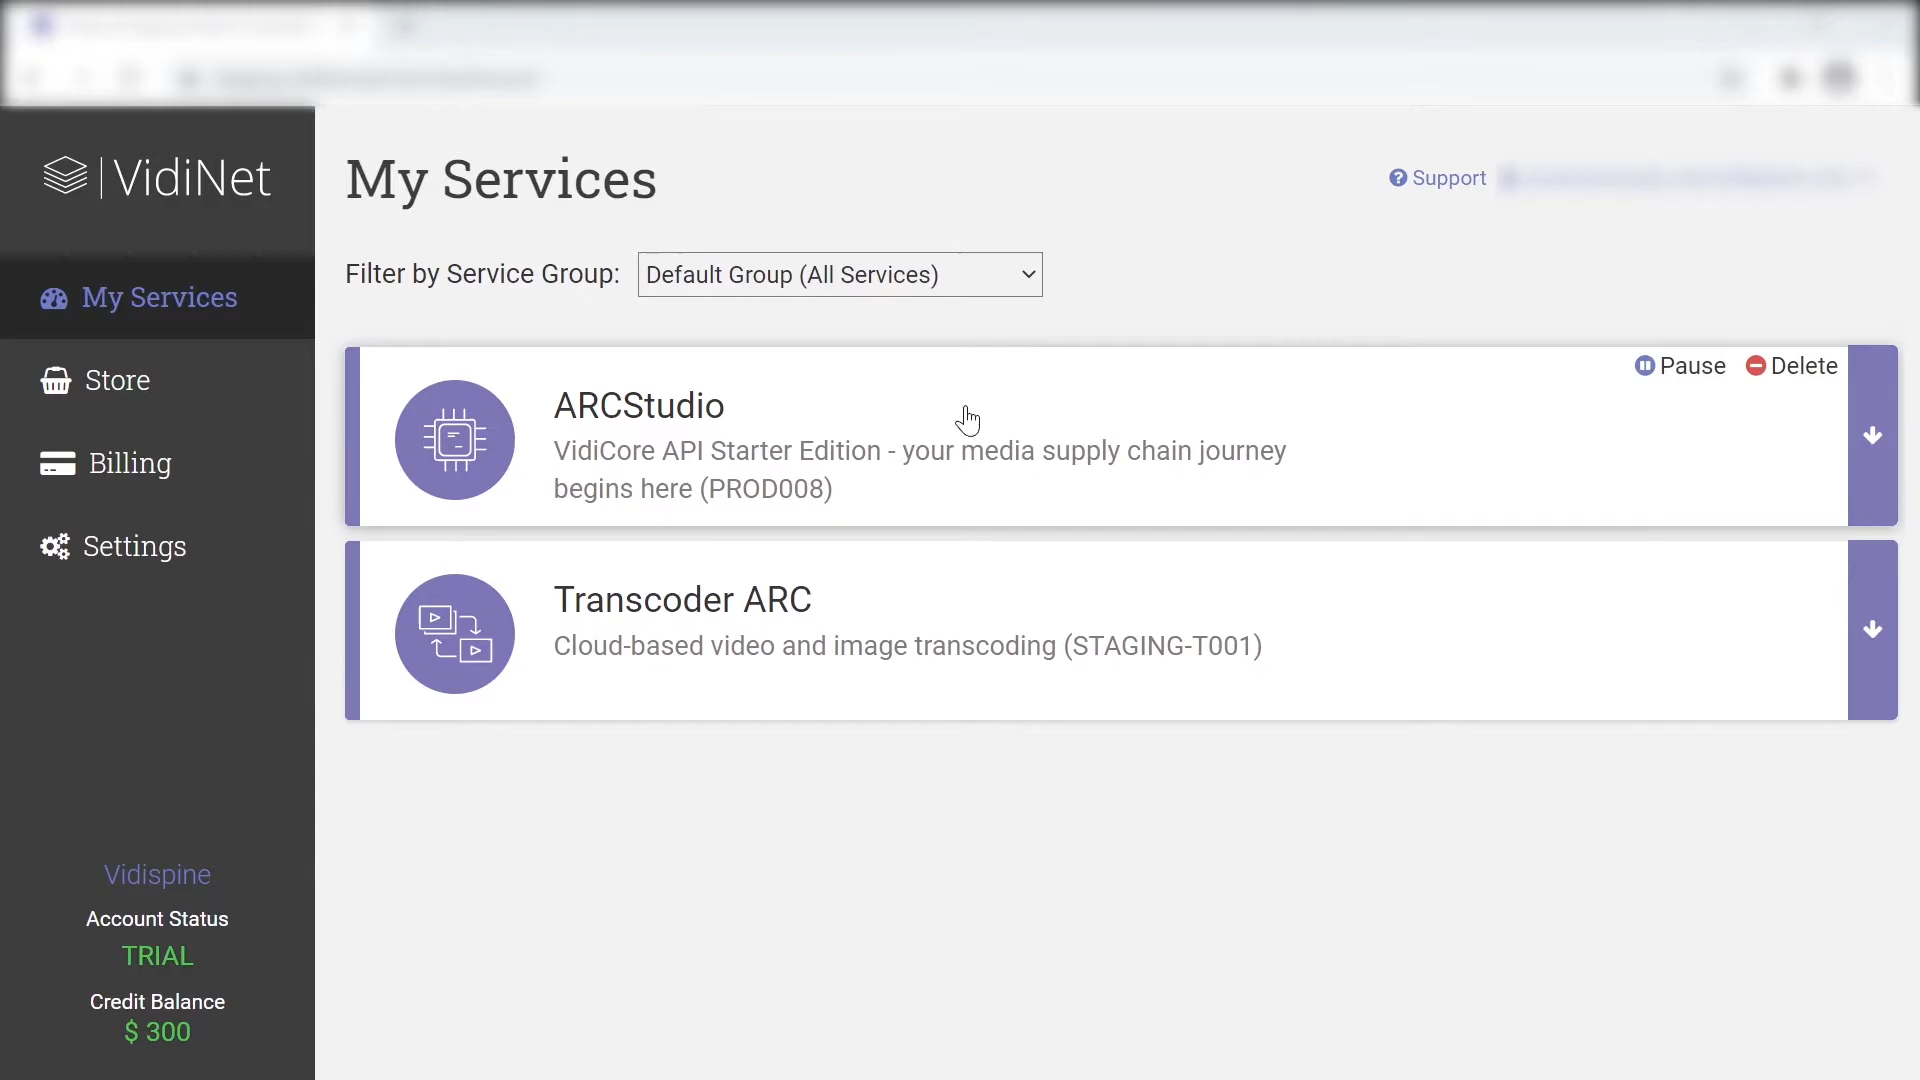 VidiNet
My Services
Support
Filter by Service Group:
Default Group (All Services)
My Services
Store
Billing
Settings
Pause
Delete
ARCStudio
VidiCore API Starter Edition - your media supply chain journey
begins here (PROD008)
Transcoder ARC
Cloud-based video and image transcoding (STAGING-T001)
Vidispine
Account Status
TRIAL
Credit Balance
$ 300